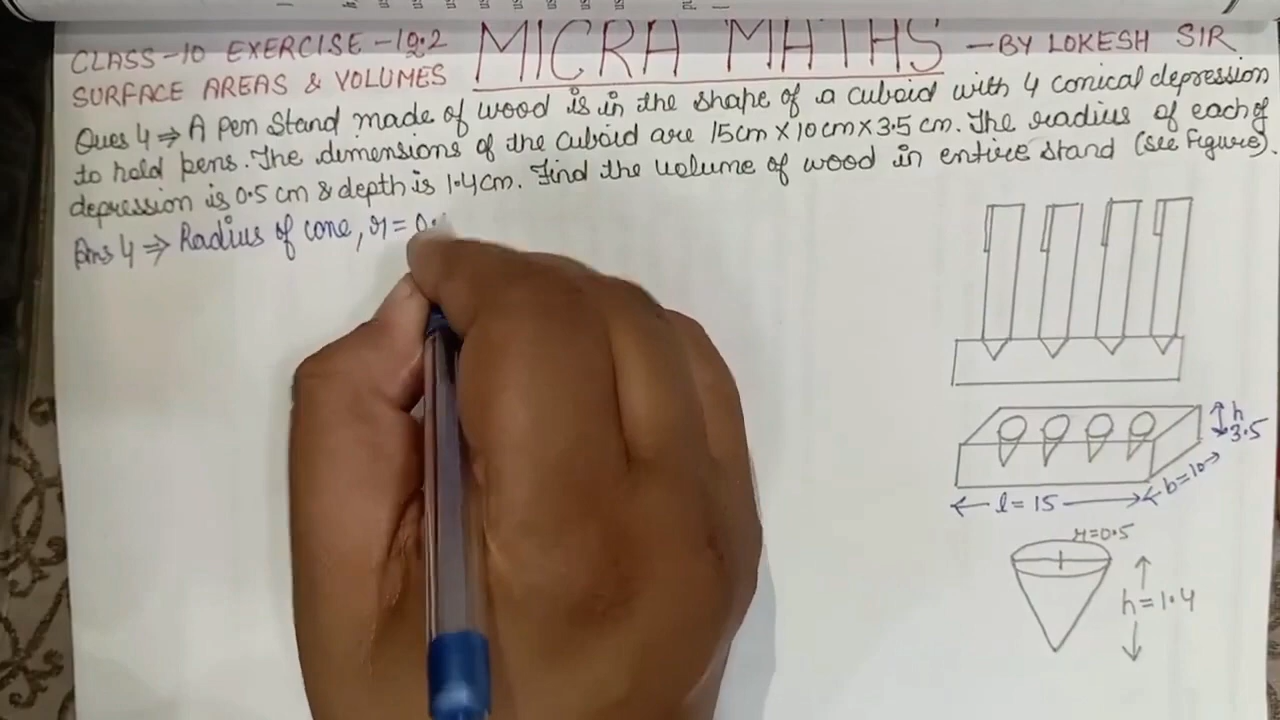 CLASS-10 EXERCISE-12.2 MICRA MATHS - BY LOKESH SIR
SURFACE AREAS & VOLUMES
Ques 4 ⇒ A pen stand made of wood is in the shape of a cuboid with 4 conical depression
to hold pens. The dimensions of the cuboid are 15cm X 10cm X 3.5 cm. The radius of each of
depression is 0.5 cm & depth is 1.4cm. Find the volume of wood in entire stand (see figure).
Ans 4 ⇒ Radius of cone, r = 0.
h
3.5
b=10
l = 15
r=0.5
h=1.4